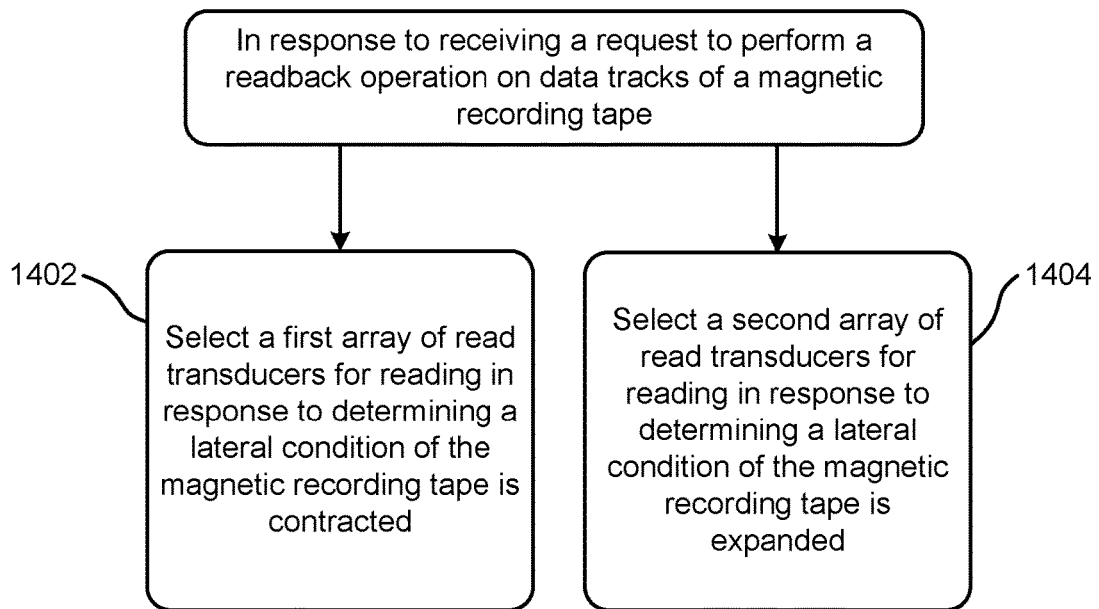 In response to receiving a request to perform a
readback operation on data tracks of a magnetic
recording tape
1402
Select a first array of read
transducers for reading in
response to determining a
lateral condition of the
magnetic recording tape is
contracted
1404
Select a second array of
read transducers for
reading in response to
determining a lateral
condition of the magnetic
recording tape is
expanded